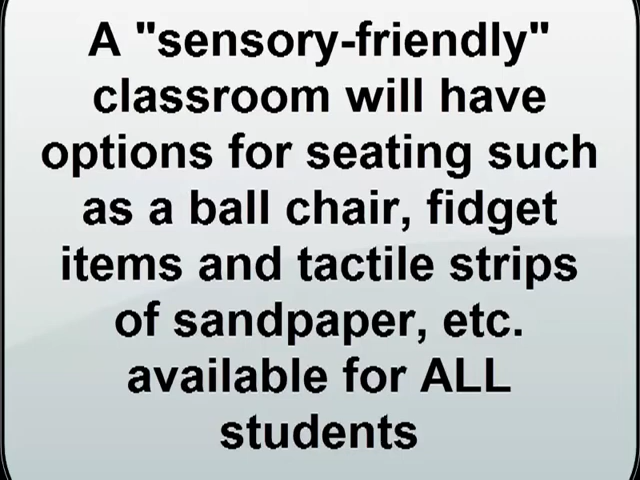 A "sensory-friendly"
classroom will have
options for seating such
as a ball chair, fidget
items and tactile strips
of sandpaper, etc.
available for ALL
students